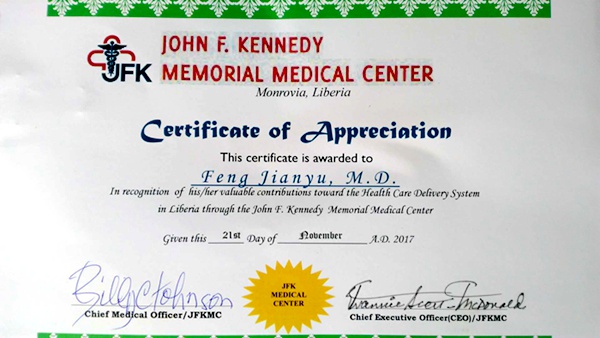 JFK
JOHN F. KENNEDY
MEMORIAL MEDICAL CENTER
Monrovia, Liberia
Certificate of Appreciation
This certificate is awarded to
Feng Jianyu, M.D.
In recognition of his/her valuable contributions toward the Health Care Delivery System
in Liberia through the John F. Kennedy Memorial Medical Center
Given this 21st Day of November A.D. 2017
JFK
MEDICAL
CENTER
Chief Medical Officer/JFKMC
Chief Executive Officer(CEO)/JFKMC